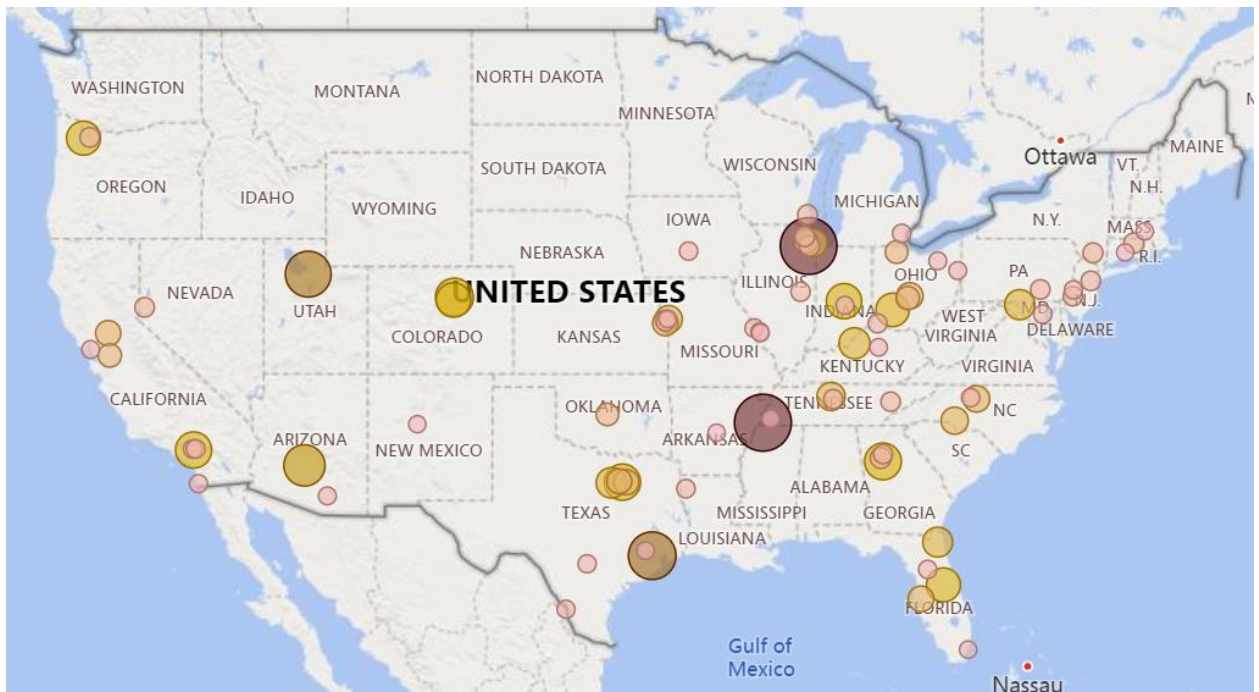 WASHINGTON
MONTANA
NORTH DAKOTA
MINNESOTA
MAINE
Ottawa
VT.
N.H.
SOUTH DAKOTA
WISCONSIN
OREGON
IDAHO
WYOMING
MICHIGAN
N.Y.
MASS
IOWA
NEBRASKA
R.I.
NEVADA
UTAH
UNITED STATES
ILLINOIS
INDIANA
OHIO
PA
N.J.
MD
COLORADO
KANSAS
MISSOURI
WEST
VIRGINIA
DELAWARE
KENTUCKY
VIRGINIA
CALIFORNIA
OKLAHOMA
TENNESSEE
NC
ARIZONA
NEW MEXICO
ARKANSAS
SC
TEXAS
MISSISSIPPI
ALABAMA
GEORGIA
LOUISIANA
FLORIDA
Gulf of
Mexico
Nassau